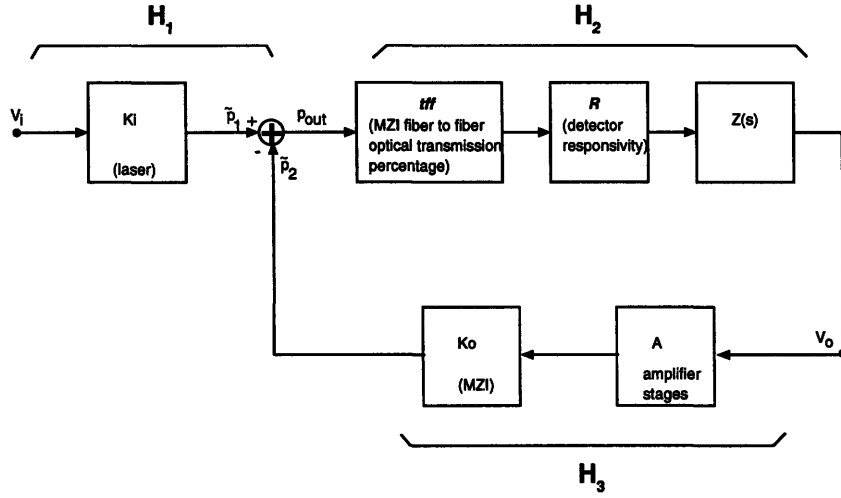 H1
H2
Vi
Ki
(laser)
p̃1 +
-
p̃2
+
pout
tff
(MZI fiber to fiber
optical transmission
percentage)
R
(detector
responsivity)
Z(s)
Ko
(MZI)
A
amplifier
stages
Vo
H3